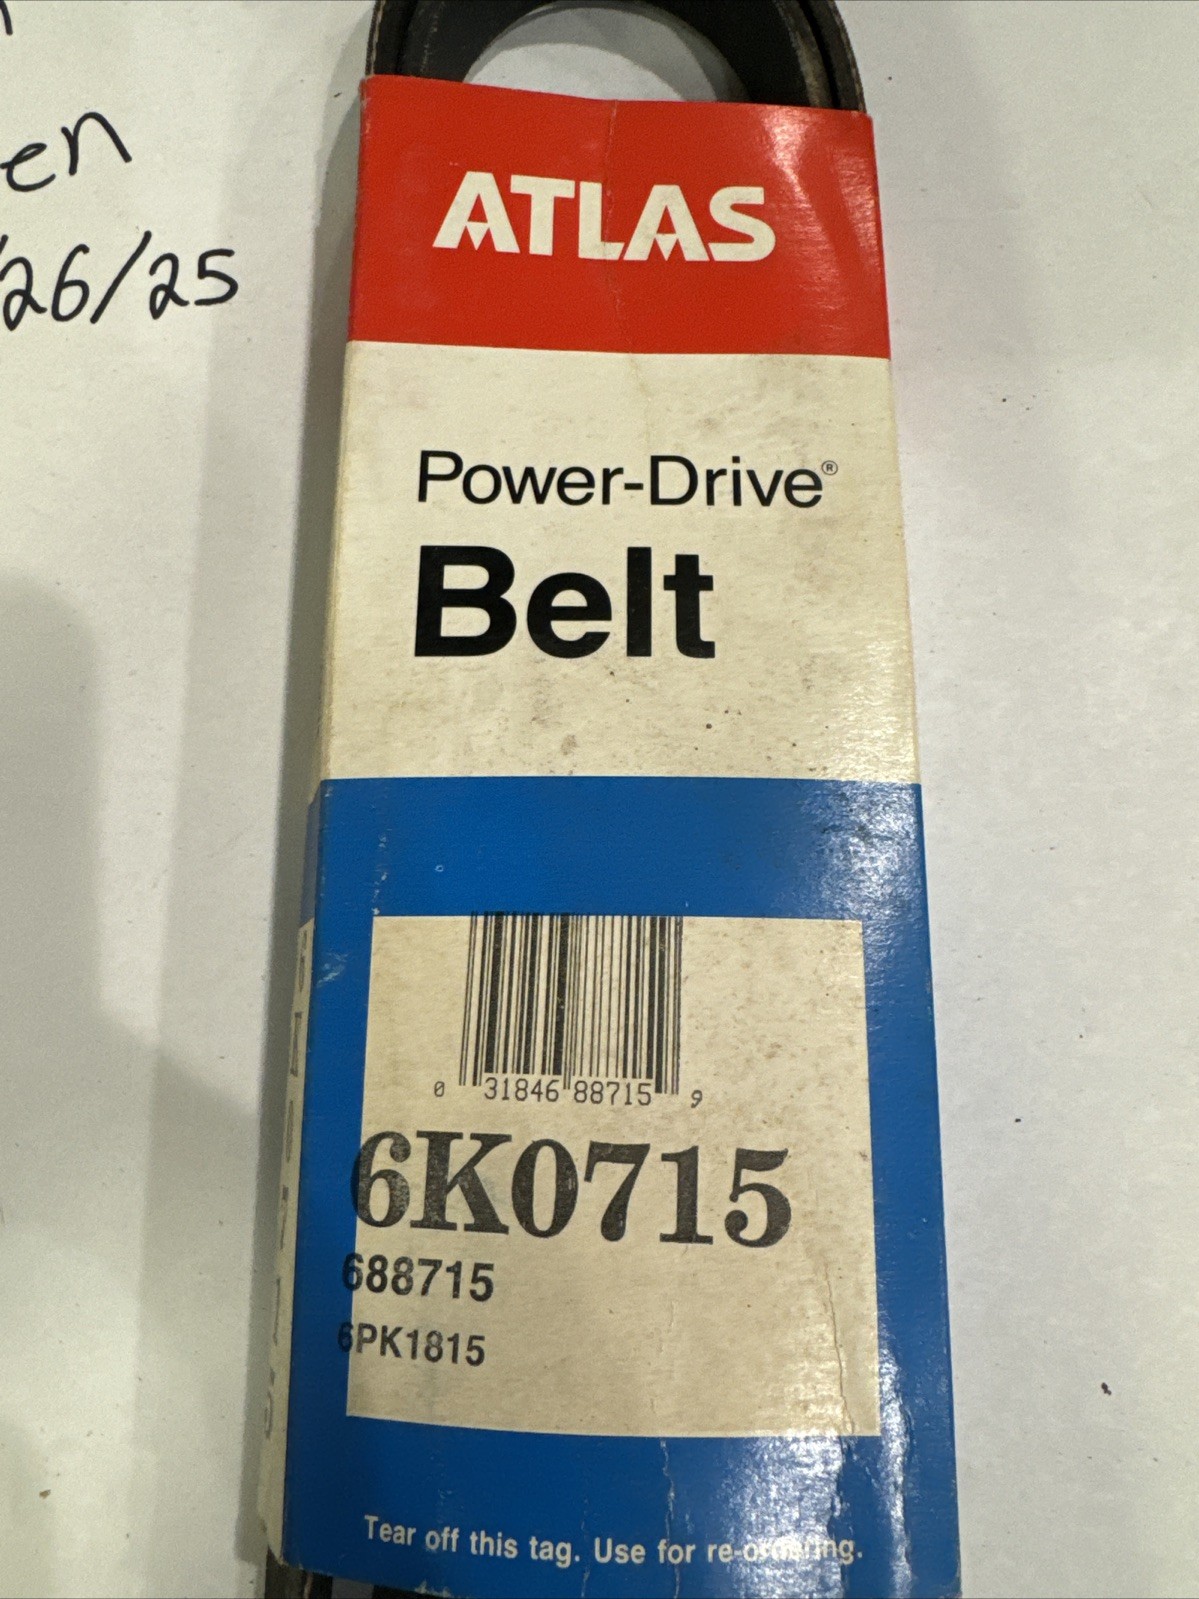 en
26/25
ATLAS
Power-Drive®
Belt
0 31846 88715 9
6K0715
688715
6PK1815
Tear off this tag. Use for re-ordering.